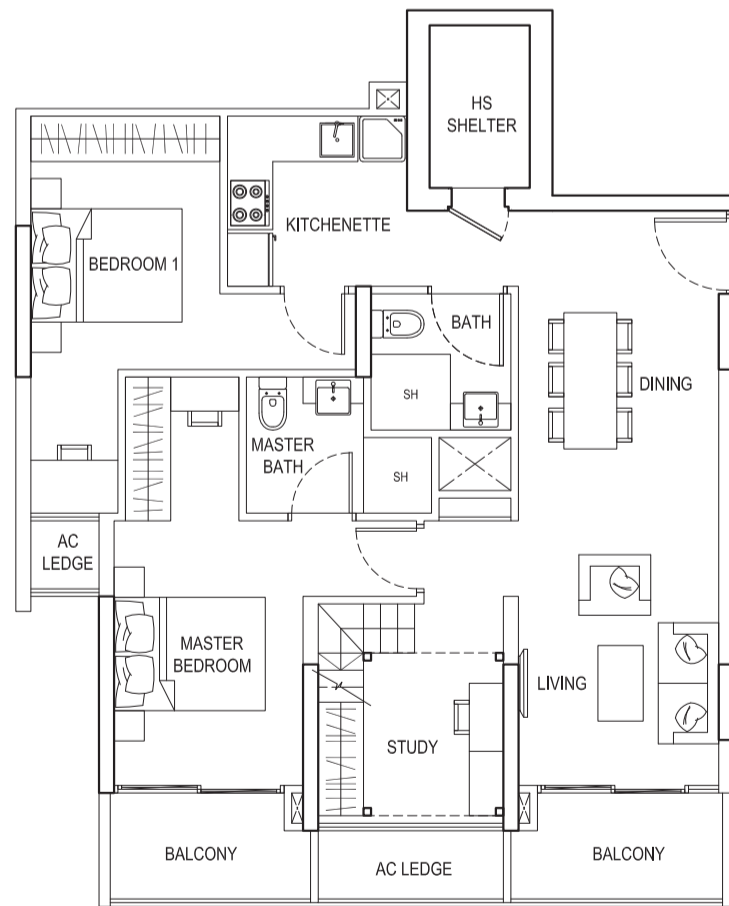 HS
SHELTER
KITCHENETTE
BEDROOM 1
BATH
DINING
SH
MASTER
BATH
SH
AC
LEDGE
MASTER
BEDROOM
LIVING
STUDY
BALCONY
AC LEDGE
BALCONY